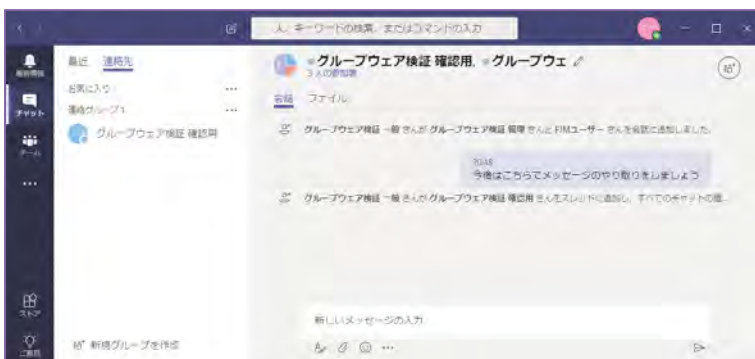 人、キーワードの検索、またはコマンドの入力
最近 連絡先
お気に入り
連絡グループ 1
グループウェア検証 確認用
グループウェア検証 確認用, グループウェ
3 人の参加者
会話 ファイル
グループウェア検証 一般 さんが グループウェア検証 管理 さんと FIMユーザー さんを会話に追加しました。
今後はこちらでメッセージのやり取りをしましょう
グループウェア検証 一般 さんが グループウェア検証 確認用 さんをスレッドに追加し、すべてのチャットの履...
チャット
チーム
ストア
新規グループを作成
新しいメッセージの入力